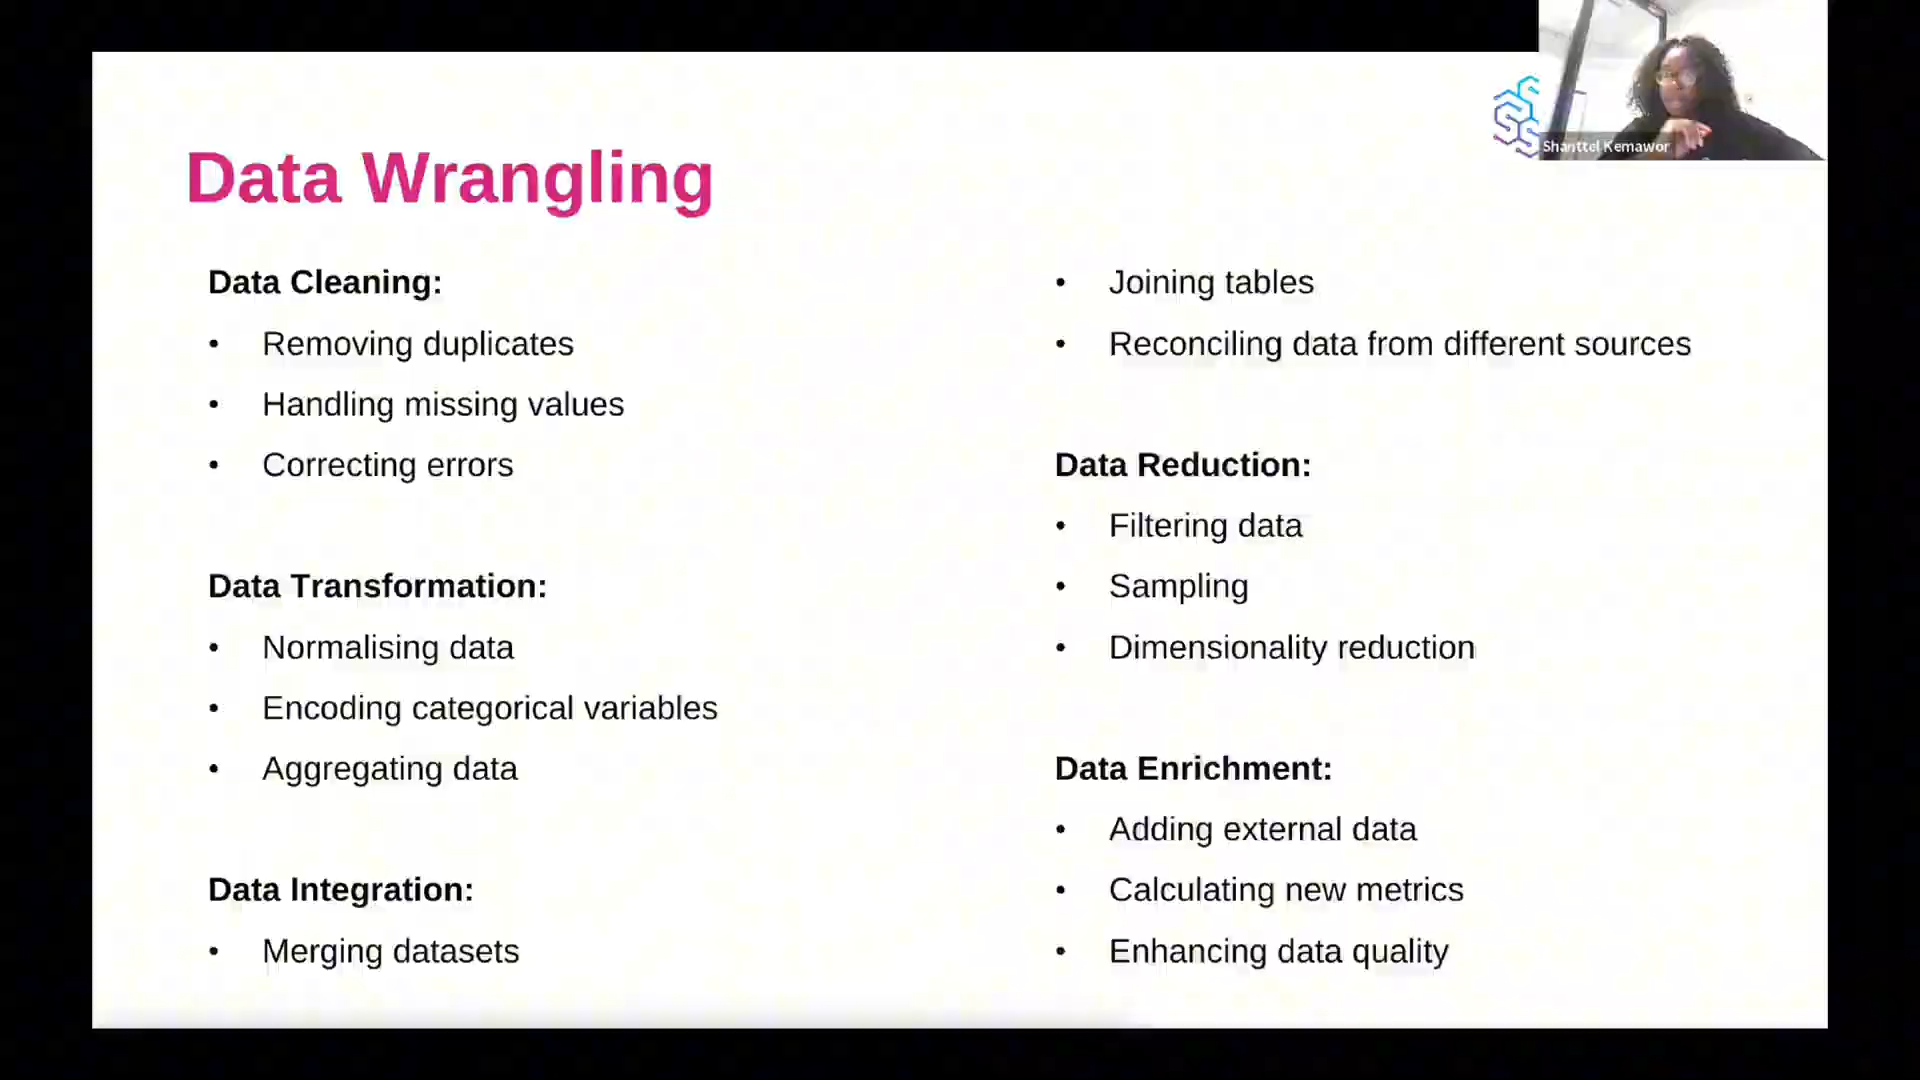 Data Wrangling
Data Cleaning:
• Removing duplicates
• Handling missing values
• Correcting errors
Data Transformation:
• Normalising data
• Encoding categorical variables
• Aggregating data
Data Integration:
• Merging datasets
• Joining tables
• Reconciling data from different sources
Data Reduction:
• Filtering data
• Sampling
• Dimensionality reduction
Data Enrichment:
• Adding external data
• Calculating new metrics
• Enhancing data quality
Shanttel Kemawor